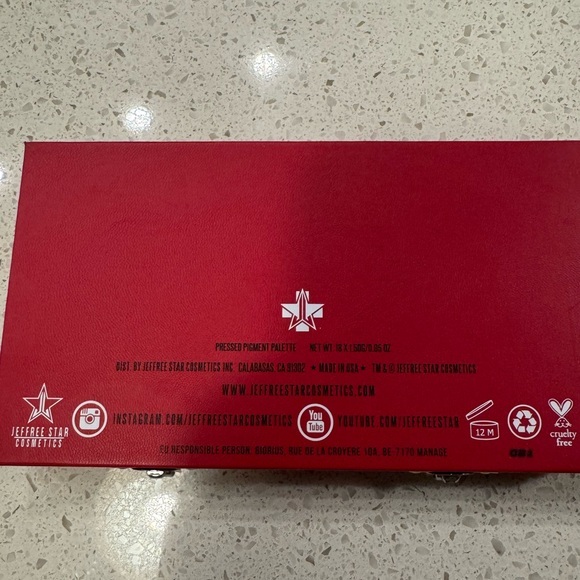 PRESSED PIGMENT PALETTE NET WT 18 X 1.50G/0.05 OZ
DIST. BY JEFFREE STAR COSMETICS INC. CALABASAS, CA 91302 ★ MADE IN USA ★ TM & © JEFFREE STAR COSMETICS
WWW.JEFFREESTARCOSMETICS.COM
JEFFREE STAR
COSMETICS
INSTAGRAM.COM/JEFFREESTARCOSMETICS
You
Tube
YOUTUBE.COM/JEFFREESTAR
12 M
cruelty
free
EU RESPONSIBLE PERSON: BIORIUS, RUE DE LA CROYERE 10A, BE-7170 MANAGE